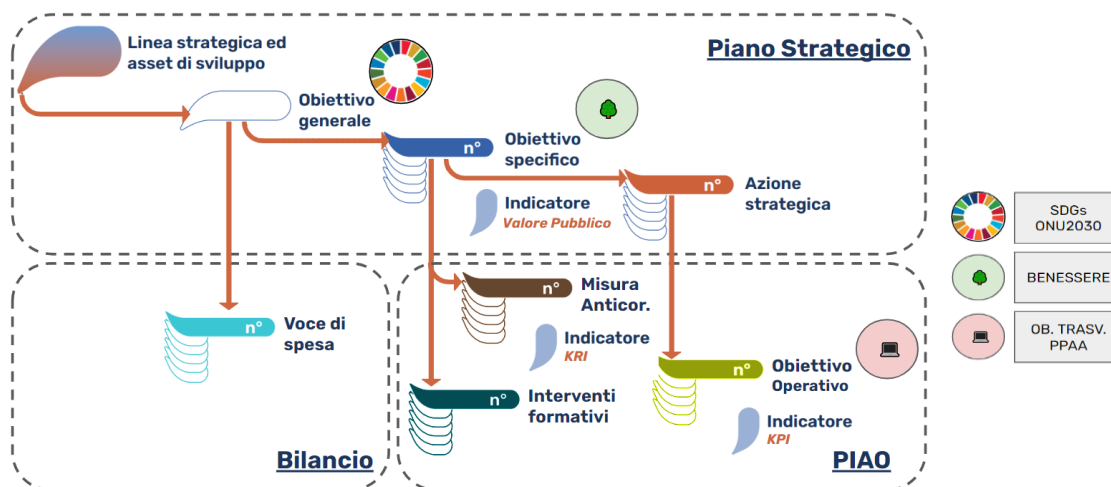 Linea strategica ed
asset di sviluppo
Piano Strategico
Obiettivo
generale
n°
Obiettivo
specifico
Indicatore
Valore Pubblico
n°
Azione
strategica
SDGs
ONU2030
BENESSERE
OB. TRASV.
PPAA
n°
Voce di
spesa
Bilancio
n°
Misura
Anticor.
Indicatore
KRI
n°
Interventi
formativi
n°
Obiettivo
Operativo
Indicatore
KPI
PIAO